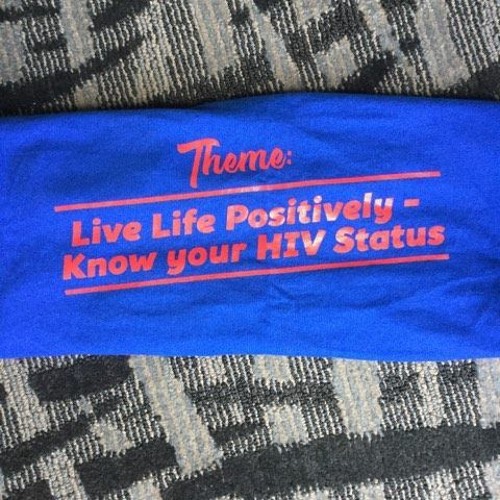 Theme:
Live Life Positively -
Know your HIV Status